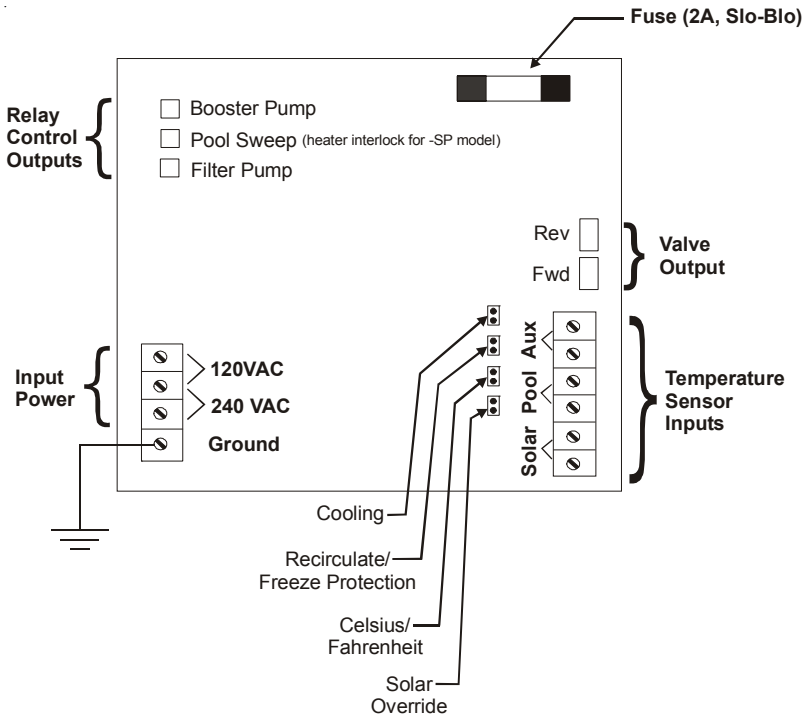 Fuse (2A, Slo-Blo)
Relay
Control
Outputs
Booster Pump
Pool Sweep (heater interlock for -SP model)
Filter Pump
Rev
Fwd
Valve
Output
Input
Power
120VAC
240 VAC
Ground
Aux
Pool
Solar
Temperature
Sensor
Inputs
Cooling
Recirculate/
Freeze Protection
Celsius/
Fahrenheit
Solar
Override